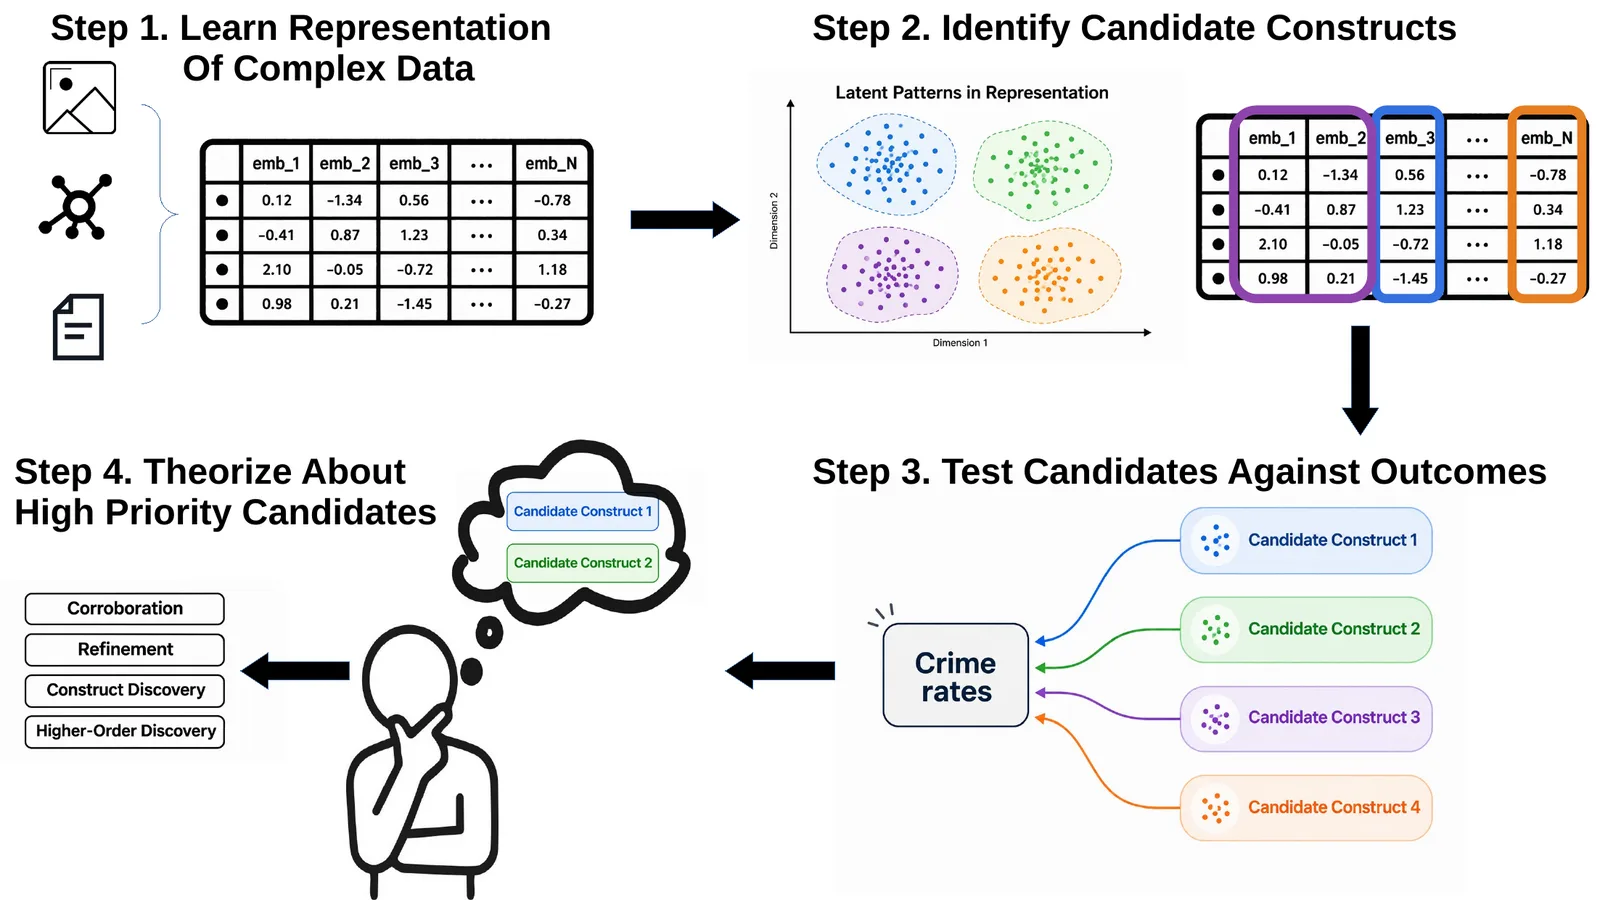 Step 1. Learn Representation
Of Complex Data
emb_1 emb_2 emb_3 ... emb_N
0.12 −1.34 0.56 ... −0.78
−0.41 0.87 1.23 ... 0.34
2.10 −0.05 −0.72 ... 1.18
0.98 0.21 −1.45 ... −0.27
Step 2. Identify Candidate Constructs
Latent Patterns in Representation
Dimension 2
Dimension 1
emb_1 emb_2 emb_3 ... emb_N
0.12 −1.34 0.56 ... −0.78
−0.41 0.87 1.23 ... 0.34
2.10 −0.05 −0.72 ... 1.18
0.98 0.21 −1.45 ... −0.27
Step 3. Test Candidates Against Outcomes
Candidate Construct 1
Candidate Construct 2
Candidate Construct 3
Candidate Construct 4
Crime
rates
Step 4. Theorize About
High Priority Candidates
Candidate Construct 1
Candidate Construct 2
Corroboration
Refinement
Construct Discovery
Higher-Order Discovery